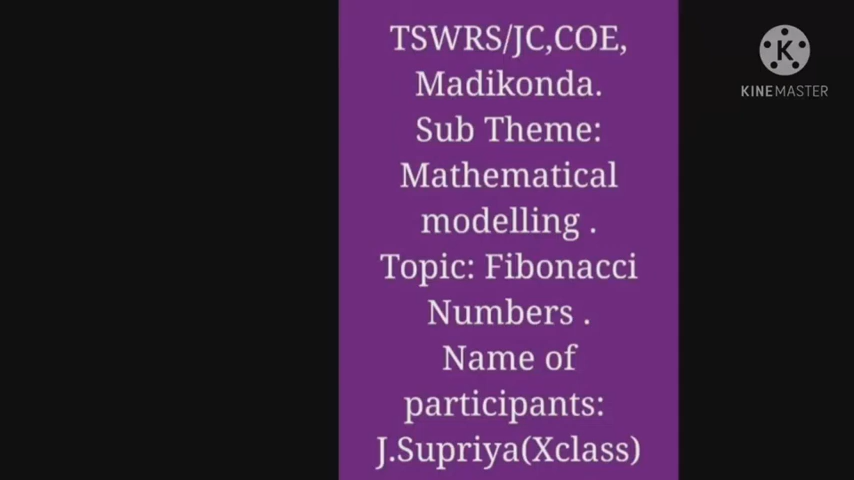 TSWRS/JC,COE,
Madikonda.
Sub Theme:
Mathematical
modelling .
Topic: Fibonacci
Numbers .
Name of
participants:
J.Supriya(Xclass)
K
KINEMASTER